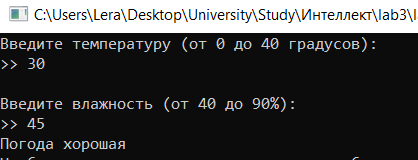 C:\Users\Lera\Desktop\University\Study\Интеллект\lab3\l
Введите температуру (от 0 до 40 градусов):
>> 30
Введите влажность (от 40 до 90%):
>> 45
Погода хорошая